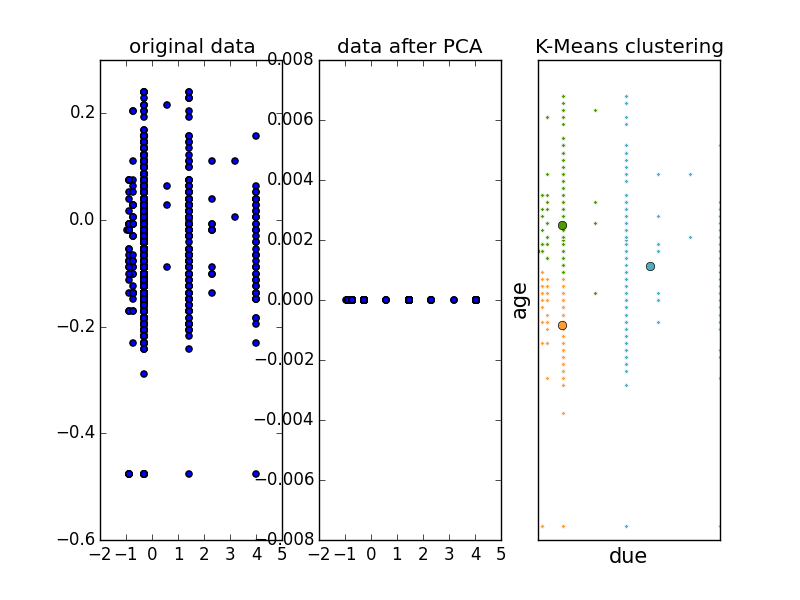 original data
data after PCA
K-Means clustering
0.2
0.0
−0.2
−0.4
−0.6
−2 −1 0 1 2 3 4 5
0.008
0.006
0.004
0.002
0.000
−0.002
−0.004
−0.006
−0.008
−2 −1 0 1 2 3 4 5
age
due